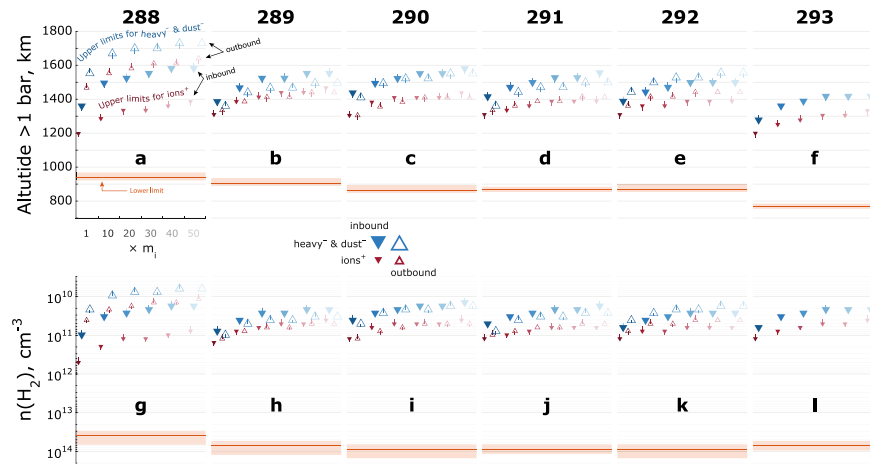 288 289 290 291 292 293
Altutide >1 bar, km
1800
1600
1400
1200
1000
800
Upper limits for heavy⁻ & dust⁻
outbound
inbound
Upper limits for ions⁺
Lower limit
a b c d e f
1 10 20 30 40 50
× mᵢ
inbound
heavy⁻ & dust⁻
ions⁺
outbound
n(H₂), cm⁻³
10¹⁰
10¹¹
10¹²
10¹³
10¹⁴
g h i j k l